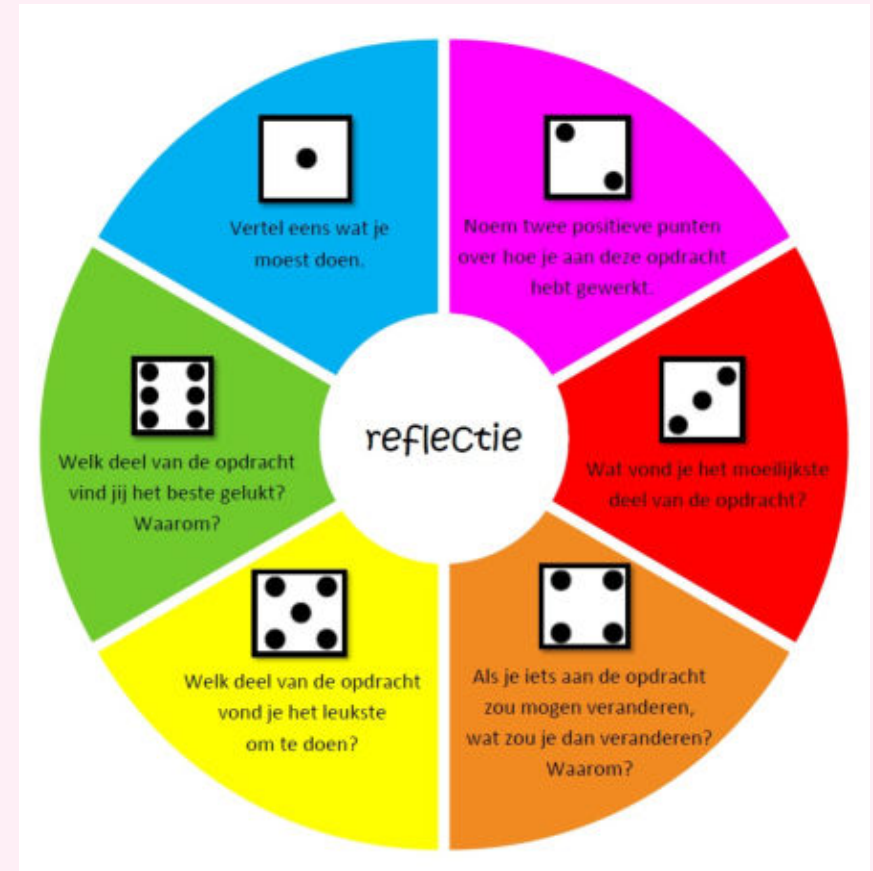 Vertel eens wat je
moest doen.
Noem twee positieve punten
over hoe je aan deze opdracht
hebt gewerkt.
Wat vond je het moeilijkste
deel van de opdracht?
Als je iets aan de opdracht
zou mogen veranderen,
wat zou je dan veranderen?
Waarom?
Welk deel van de opdracht
vond je het leukste
om te doen?
Welk deel van de opdracht
vind jij het beste gelukt?
Waarom?
reflectie